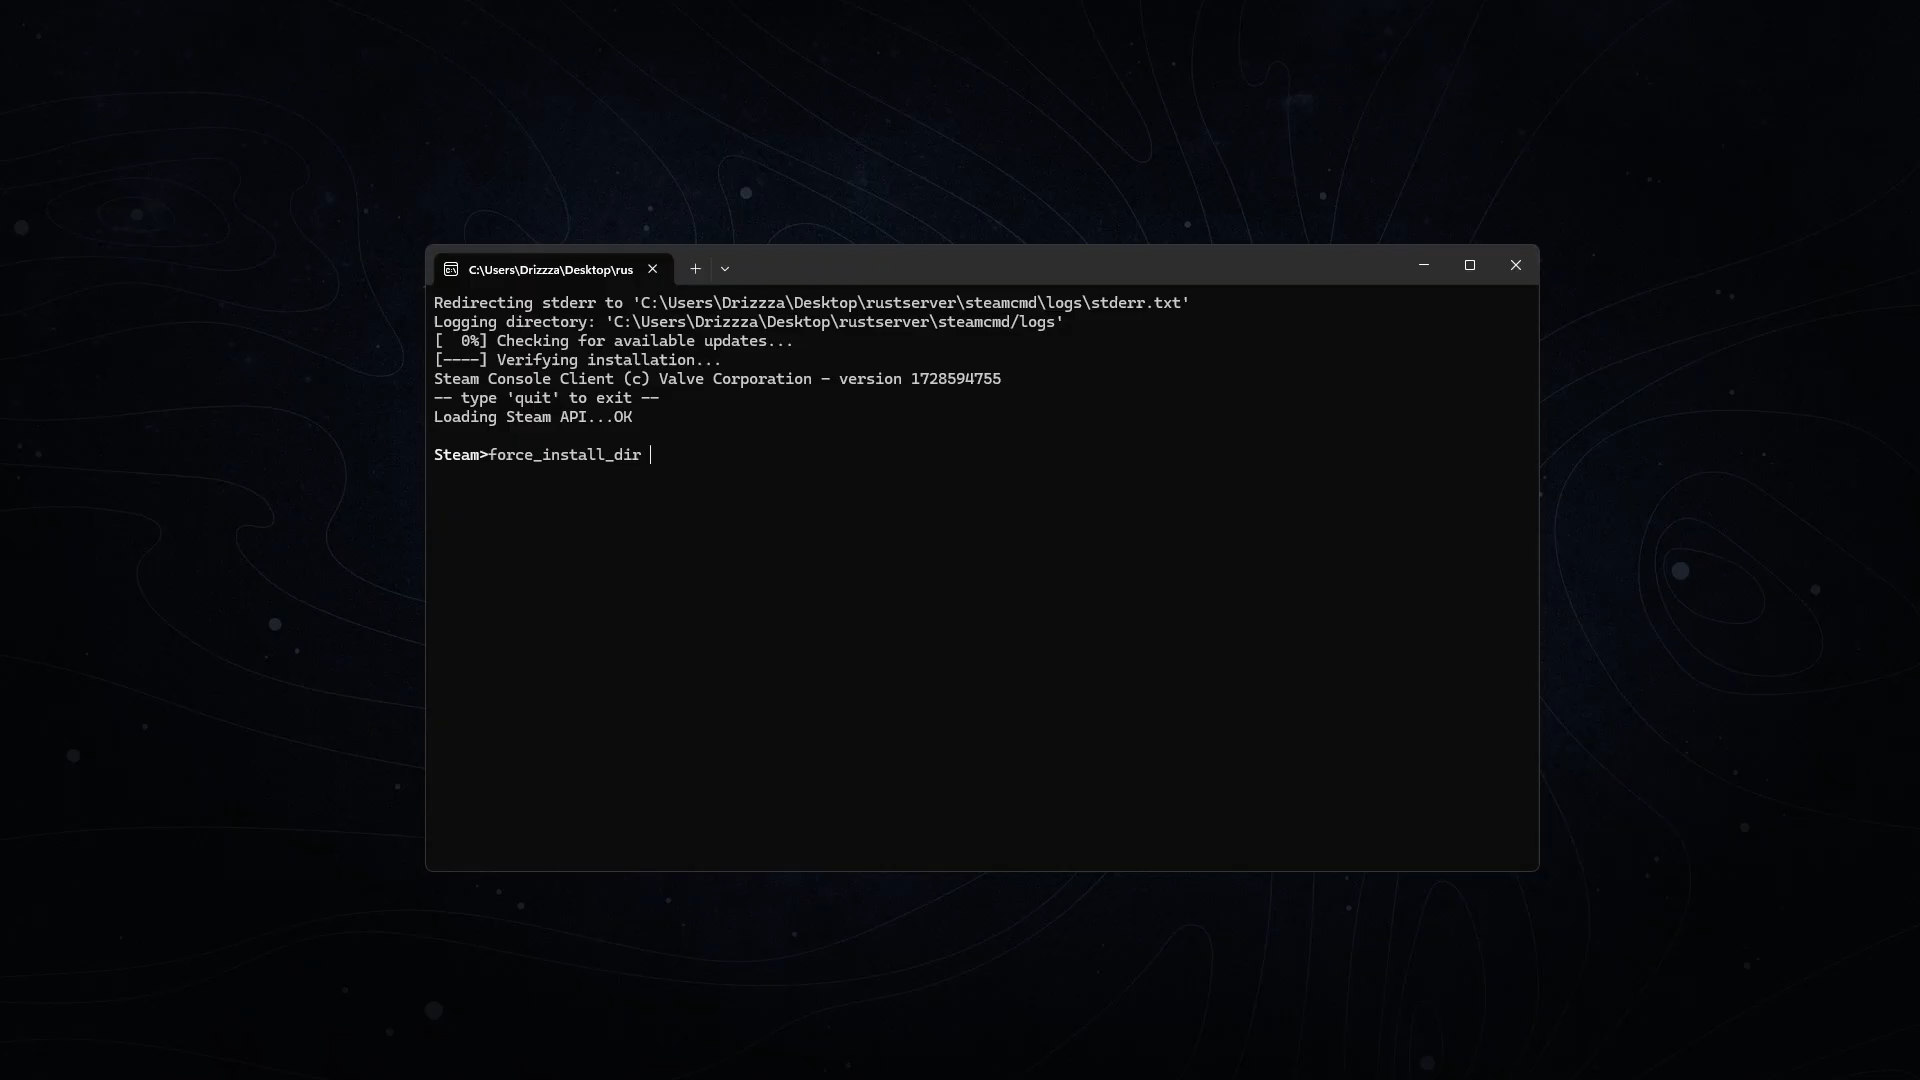 C:\Users\Drizzza\Desktop\rus
Redirecting stderr to 'C:\Users\Drizzza\Desktop\rustserver\steamcmd\logs\stderr.txt'
Logging directory: 'C:\Users\Drizzza\Desktop\rustserver\steamcmd/logs'
[  0%] Checking for available updates...
[----] Verifying installation...
Steam Console Client (c) Valve Corporation - version 1728594755
-- type 'quit' to exit --
Loading Steam API...OK
Steam>force_install_dir